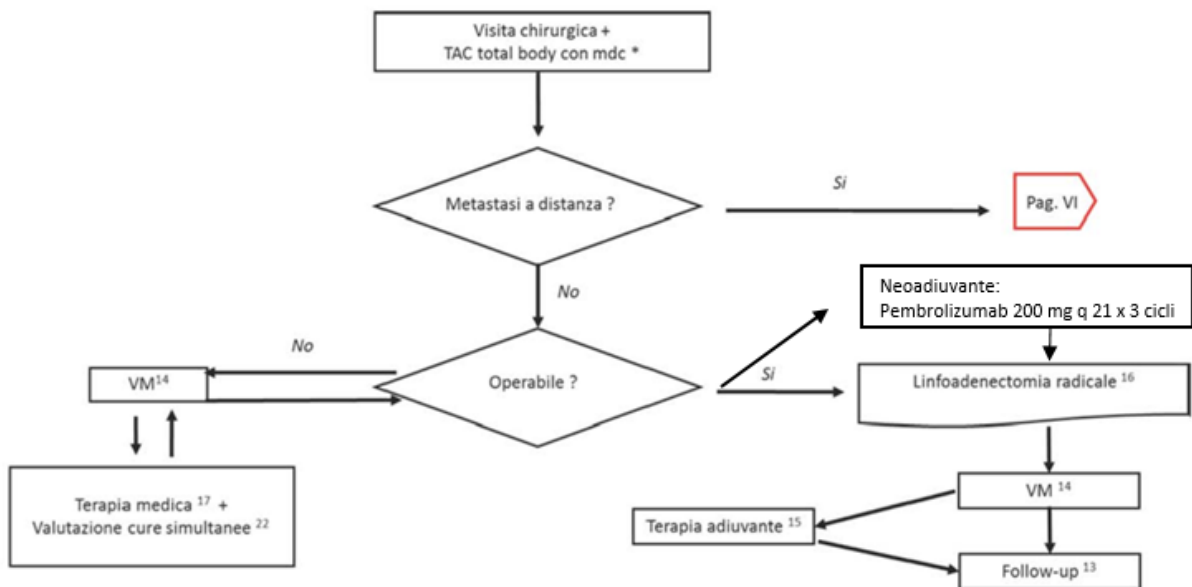 Visita chirurgica +
TAC total body con mdc *
Metastasi a distanza ?
Si
Pag. VI
No
Neoadiuvante:
Pembrolizumab 200 mg q 21 x 3 cicli
No
VM14
Operabile ?
Si
Linfoadenectomia radicale 16
Terapia medica 17 +
Valutazione cure simultanee 22
VM 14
Terapia adiuvante 15
Follow-up 13